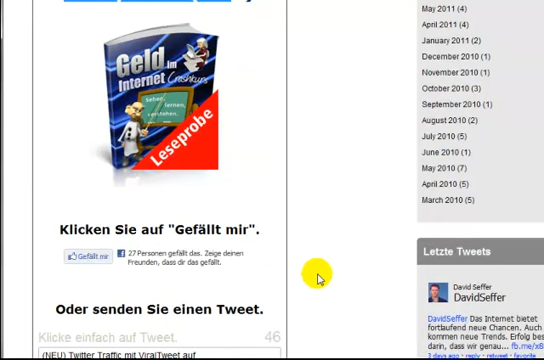 Geld im
Internet Crashkurs
Sehen,
lernen,
verstehen.
Leseprobe
Klicken Sie auf "Gefällt mir".
Gefällt mir
27 Personen gefällt das. Zeige deinen
Freunden, dass dir das gefällt.
Oder senden Sie einen Tweet.
Klicke einfach auf Tweet. 46
(NEU) Twitter Traffic mit ViralTweet auf
May 2011 (4)
April 2011 (4)
January 2011 (2)
December 2010 (1)
November 2010 (1)
October 2010 (3)
September 2010 (1)
August 2010 (2)
July 2010 (5)
June 2010 (1)
May 2010 (7)
April 2010 (5)
March 2010 (5)
Letzte Tweets
David Seffer
DavidSeffer
DavidSeffer Das Internet bietet
fortlaufend neue Chancen. Auch
kommen neue Trends. Erfolg bes
darin, dass wir genau... fb.me/x8
3 days ago · reply · retweet · favorite